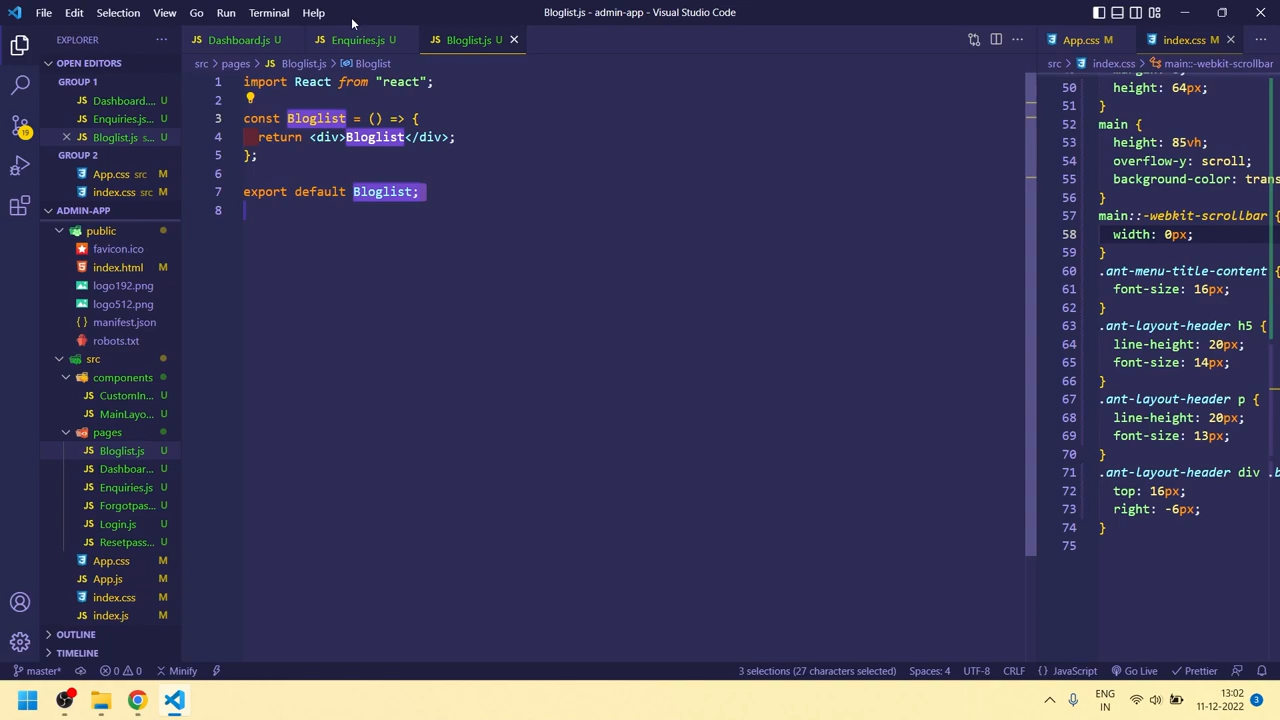 File Edit Selection View Go Run Terminal Help
Bloglist.js - admin-app - Visual Studio Code
EXPLORER
OPEN EDITORS
GROUP 1
Dashboard.... U
Enquiries.js... U
Bloglist.js s... U
GROUP 2
App.css src U
index.css src U
ADMIN-APP
public
favicon.ico
index.html M
logo192.png
logo512.png
manifest.json
robots.txt
src
components
CustomIn... U
MainLayo... U
pages
Bloglist.js U
Dashboar... U
Enquiries.js U
Forgotpas... U
Login.js U
Resetpass... U
App.css M
App.js M
index.css M
index.js M
OUTLINE
TIMELINE
19
Dashboard.js U
Enquiries.js U
Bloglist.js U
src > pages > Bloglist.js > Bloglist
1 import React from "react";
2
3 const Bloglist = () => {
4 return <div>Bloglist</div>;
5 };
6
7 export default Bloglist;
8
App.css M
index.css M
src > index.css > main::-webkit-scrollbar
50 height: 64px;
51 }
52 main {
53 height: 85vh;
54 overflow-y: scroll;
55 background-color: trans
56 }
57 main::-webkit-scrollbar {
58 width: 0px;
59 }
60 .ant-menu-title-content {
61 font-size: 16px;
62 }
63 .ant-layout-header h5 {
64 line-height: 20px;
65 font-size: 14px;
66 }
67 .ant-layout-header p {
68 line-height: 20px;
69 font-size: 13px;
70 }
71 .ant-layout-header div .b
72 top: 16px;
73 right: -6px;
74 }
75
master* 0 0 Minify
3 selections (27 characters selected) Spaces: 4 UTF-8 CRLF JavaScript Go Live Prettier
ENG
IN
13:02
11-12-2022
3